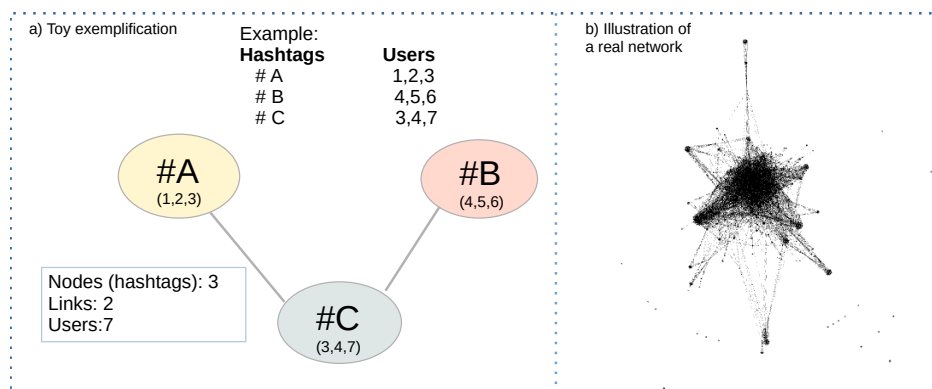 a) Toy exemplification
Example:
Hashtags Users
# A 1,2,3
# B 4,5,6
# C 3,4,7
#A
(1,2,3)
#B
(4,5,6)
Nodes (hashtags): 3
Links: 2
Users:7
#C
(3,4,7)
b) Illustration of
a real network